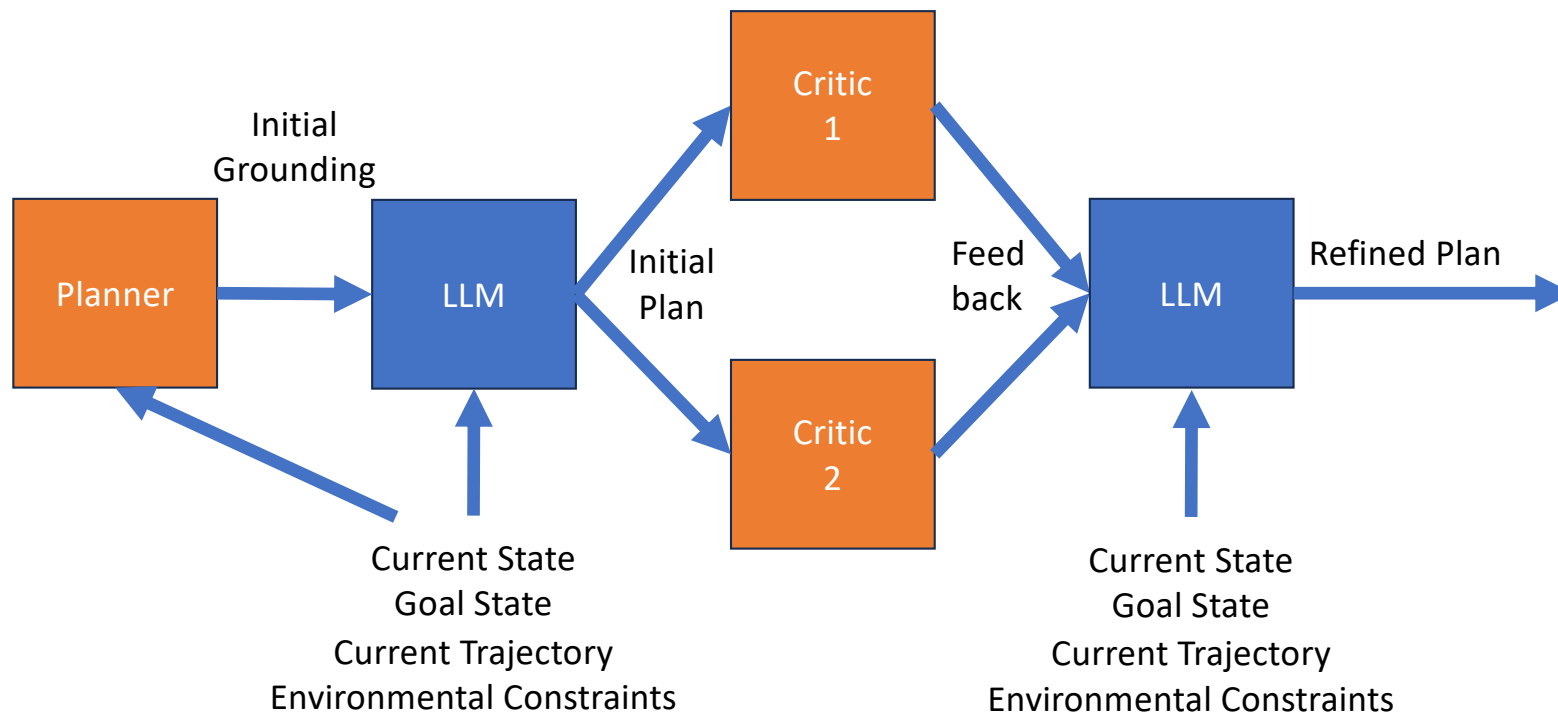 Planner
Initial
Grounding
LLM
Initial
Plan
Critic
1
Critic
2
Feed
back
LLM
Refined Plan
Current State
Goal State
Current Trajectory
Environmental Constraints
Current State
Goal State
Current Trajectory
Environmental Constraints